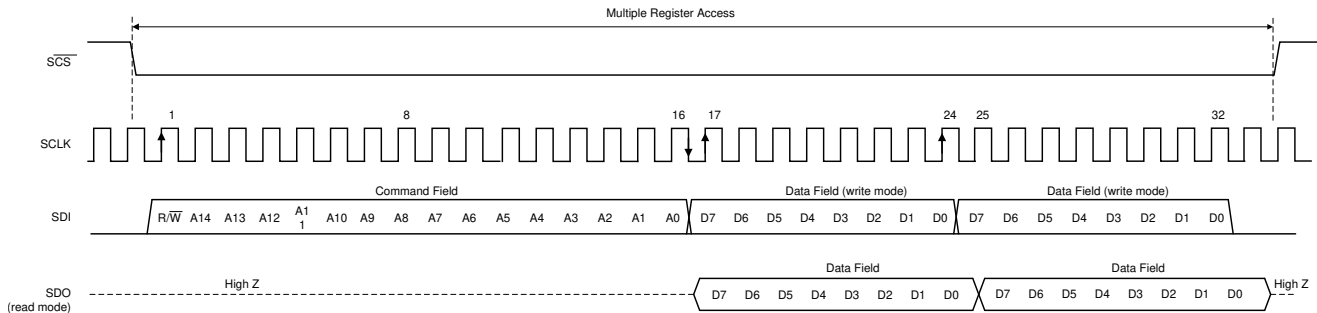 Multiple Register Access
SCS
1 8 16 17 24 25 32
SCLK
Command Field Data Field (write mode) Data Field (write mode)
SDI R/W A14 A13 A12 A1 1 A10 A9 A8 A7 A6 A5 A4 A3 A2 A1 A0 D7 D6 D5 D4 D3 D2 D1 D0 D7 D6 D5 D4 D3 D2 D1 D0
Data Field Data Field
High Z High Z
SDO D7 D6 D5 D4 D3 D2 D1 D0 D7 D6 D5 D4 D3 D2 D1 D0
(read mode)